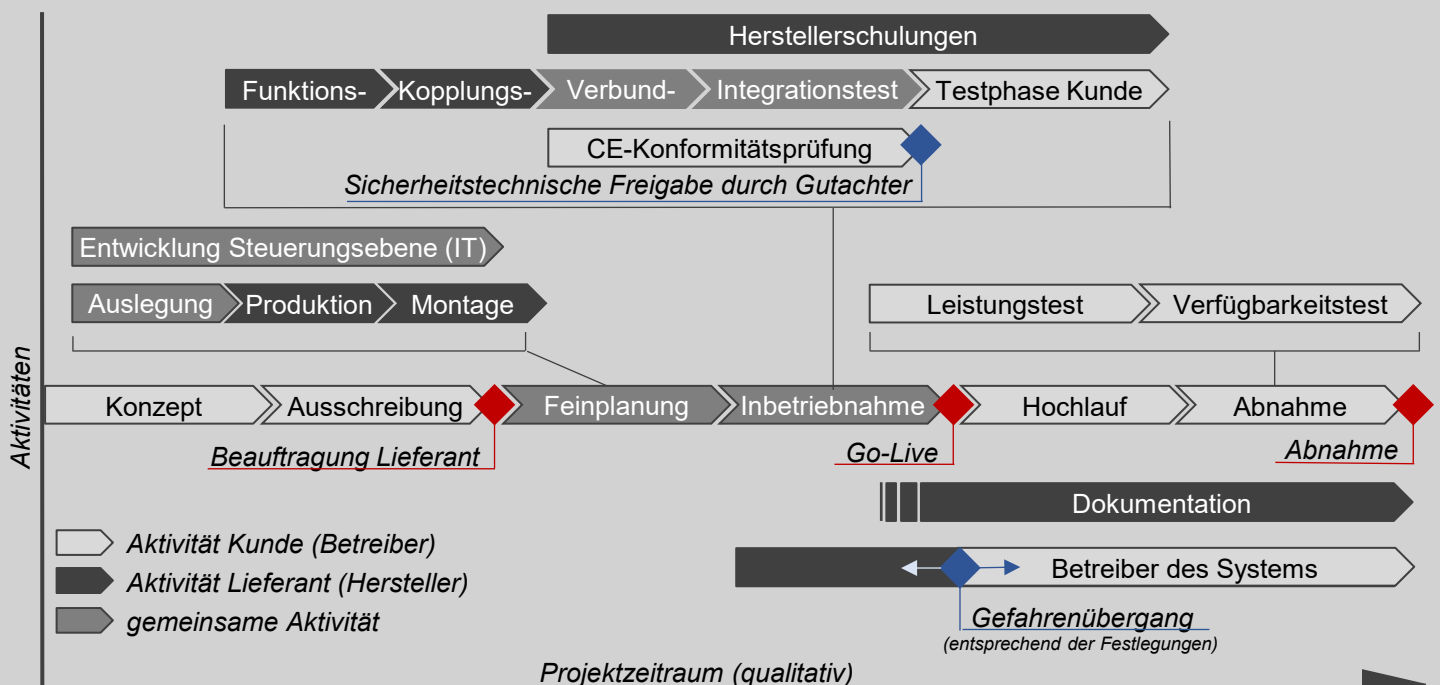 Herstellerschulungen
Funktions-
Kopplungs-
Verbund-
Integrationstest
Testphase Kunde
CE-Konformitätsprüfung
Sicherheitstechnische Freigabe durch Gutachter
Entwicklung Steuerungsebene (IT)
Auslegung
Produktion
Montage
Leistungstest
Verfügbarkeitstest
Aktivitäten
Konzept
Ausschreibung
Feinplanung
Inbetriebnahme
Hochlauf
Abnahme
Beauftragung Lieferant
Go-Live
Abnahme
Dokumentation
Aktivität Kunde (Betreiber)
Aktivität Lieferant (Hersteller)
gemeinsame Aktivität
Betreiber des Systems
Gefahrenübergang
(entsprechend der Festlegungen)
Projektzeitraum (qualitativ)